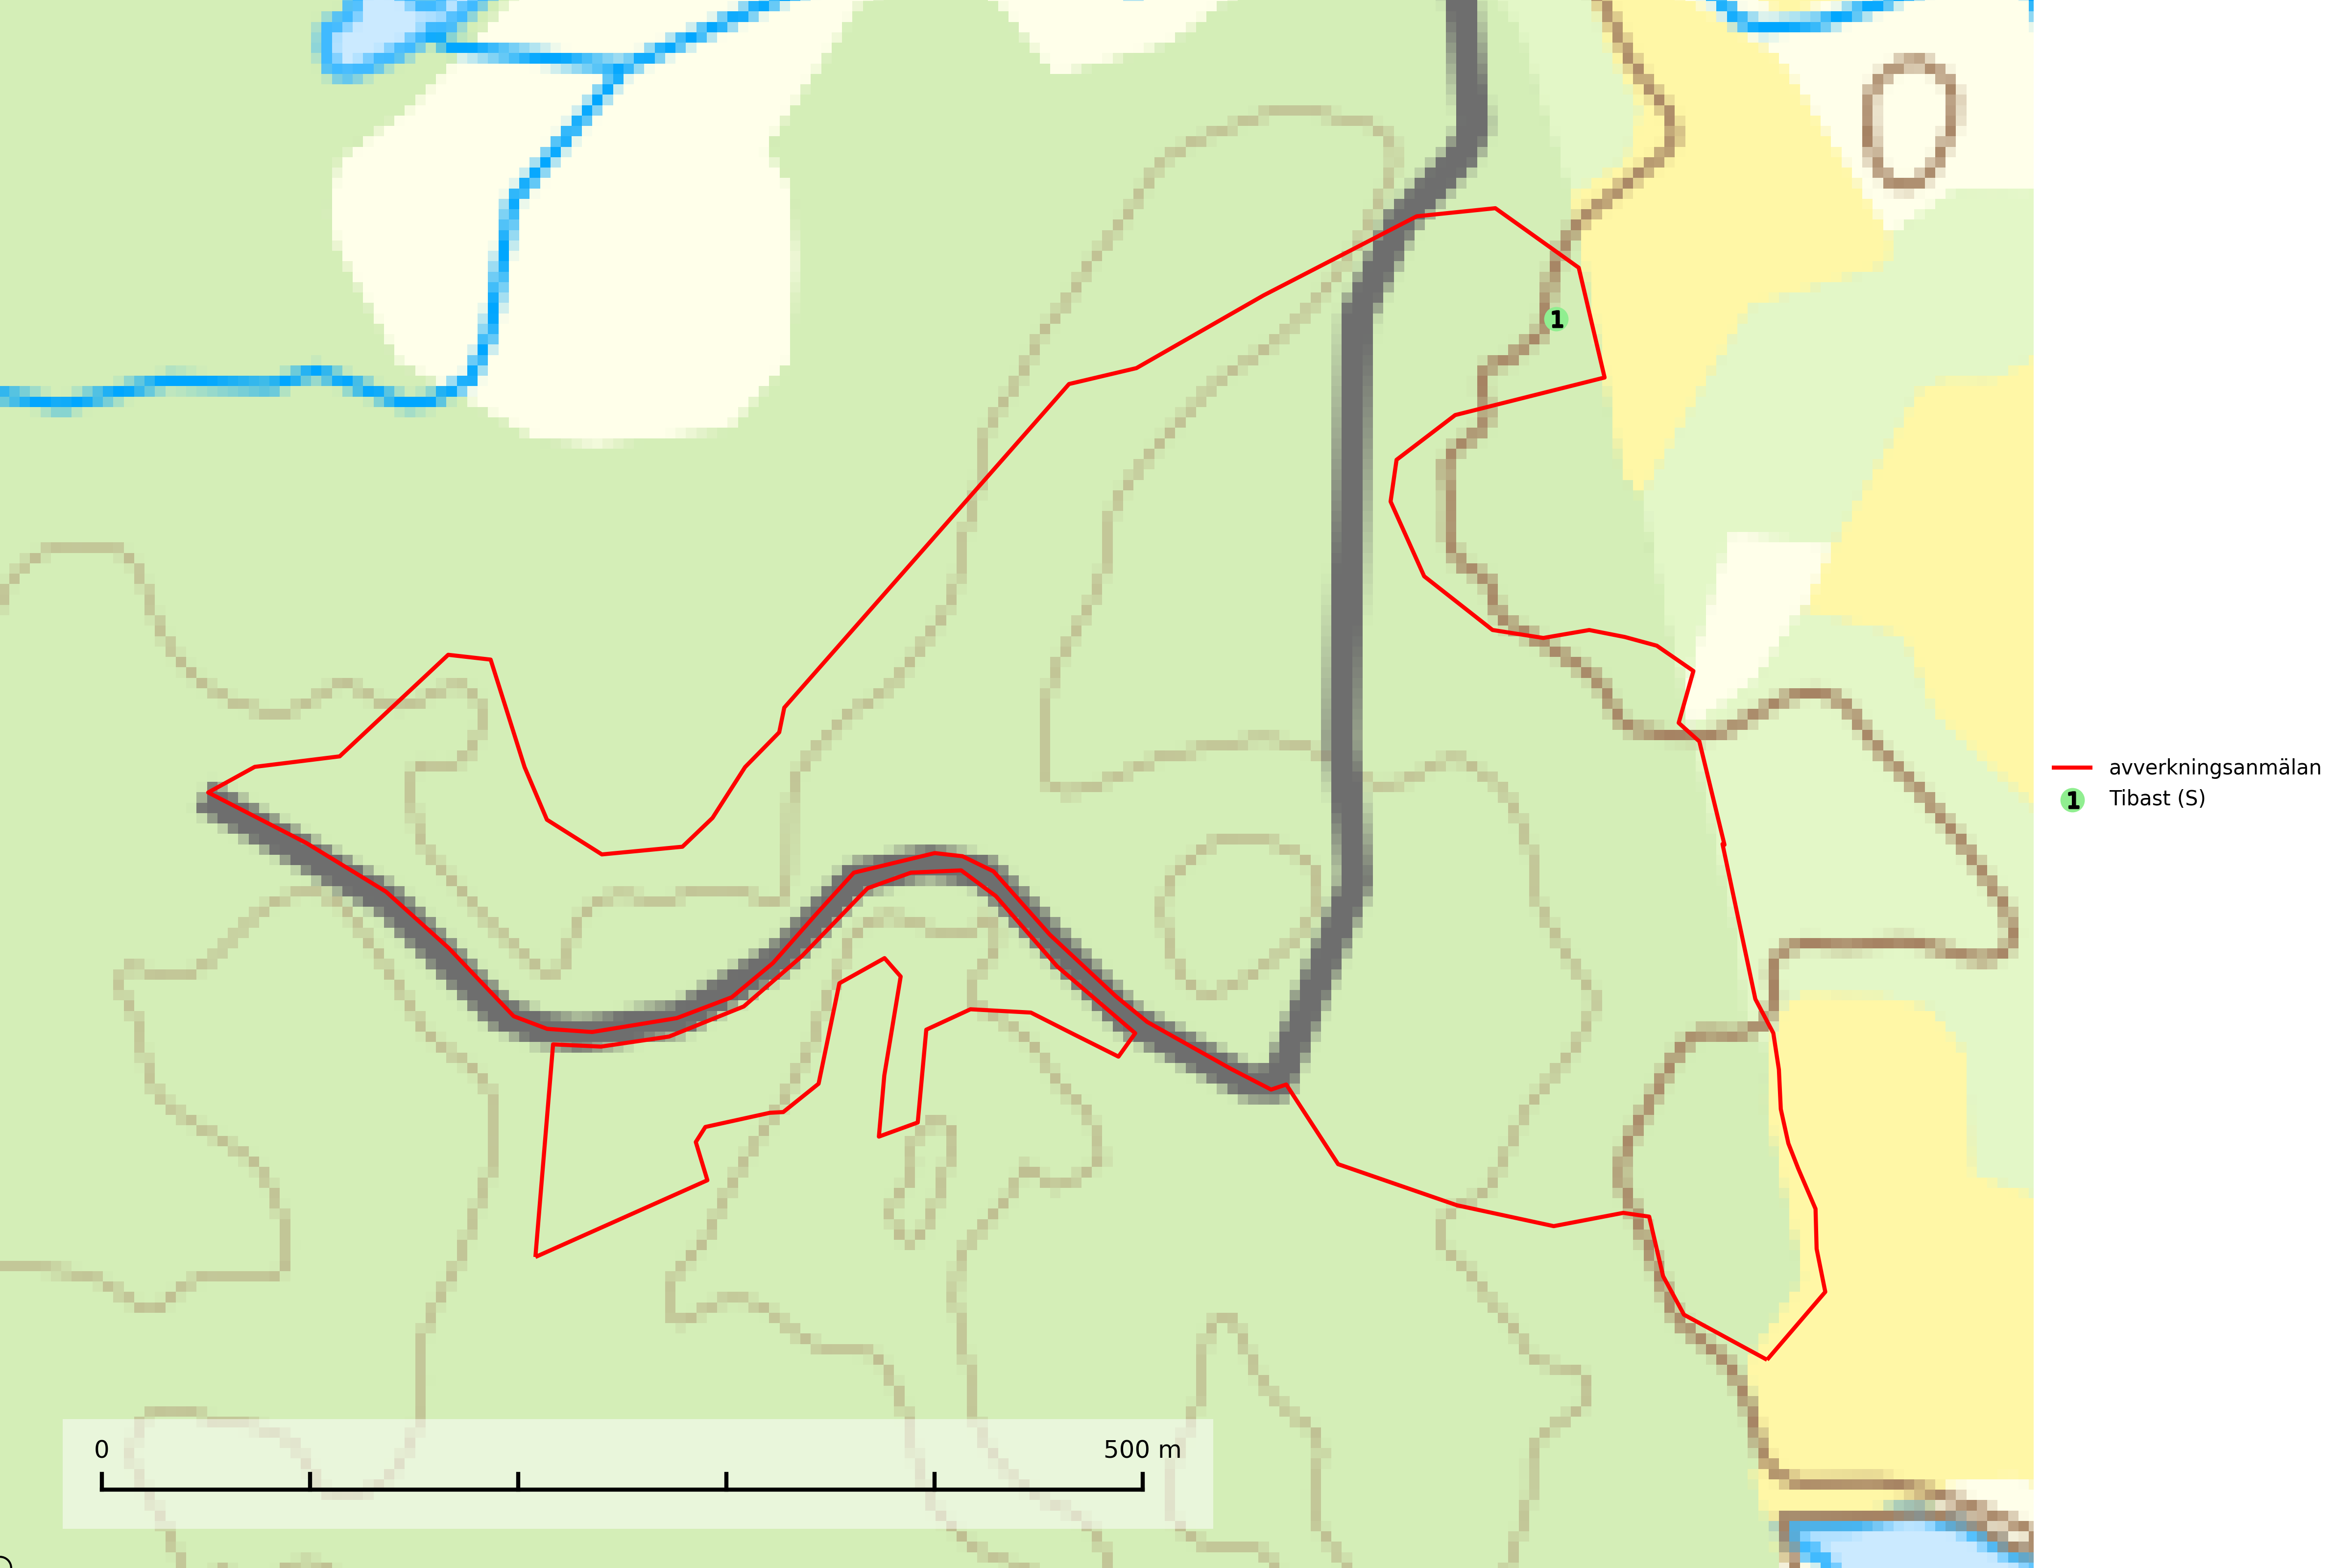 1
avverkningsanmälan
1 Tibast (S)
0 500 m